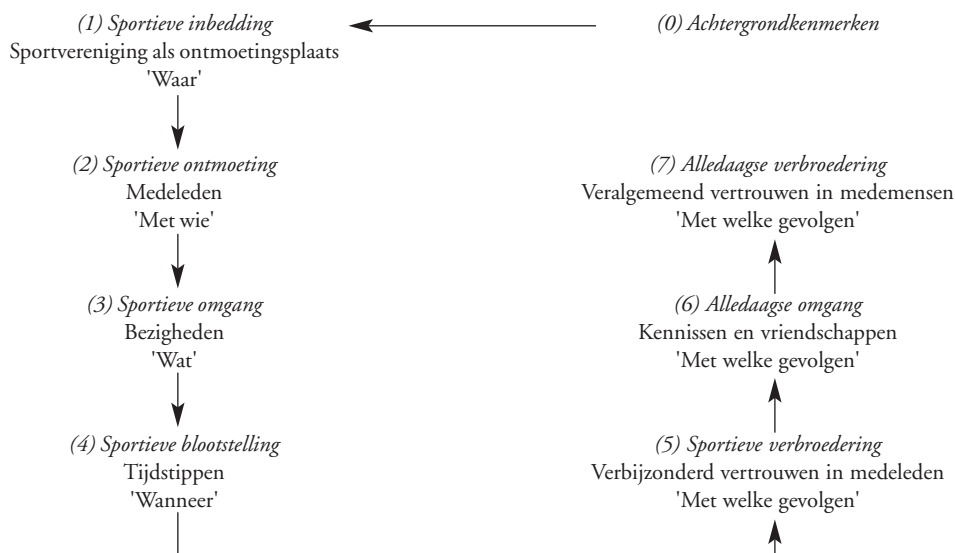 (1) Sportieve inbedding
Sportvereniging als ontmoetingsplaats
'Waar'
(0) Achtergrondkenmerken
(2) Sportieve ontmoeting
Medeleden
'Met wie'
(7) Alledaagse verbroedering
Veralgemeend vertrouwen in medemensen
'Met welke gevolgen'
(3) Sportieve omgang
Bezigheden
'Wat'
(6) Alledaagse omgang
Kennissen en vriendschappen
'Met welke gevolgen'
(4) Sportieve blootstelling
Tijdstippen
'Wanneer'
(5) Sportieve verbroedering
Verbijzonderd vertrouwen in medeleden
'Met welke gevolgen'